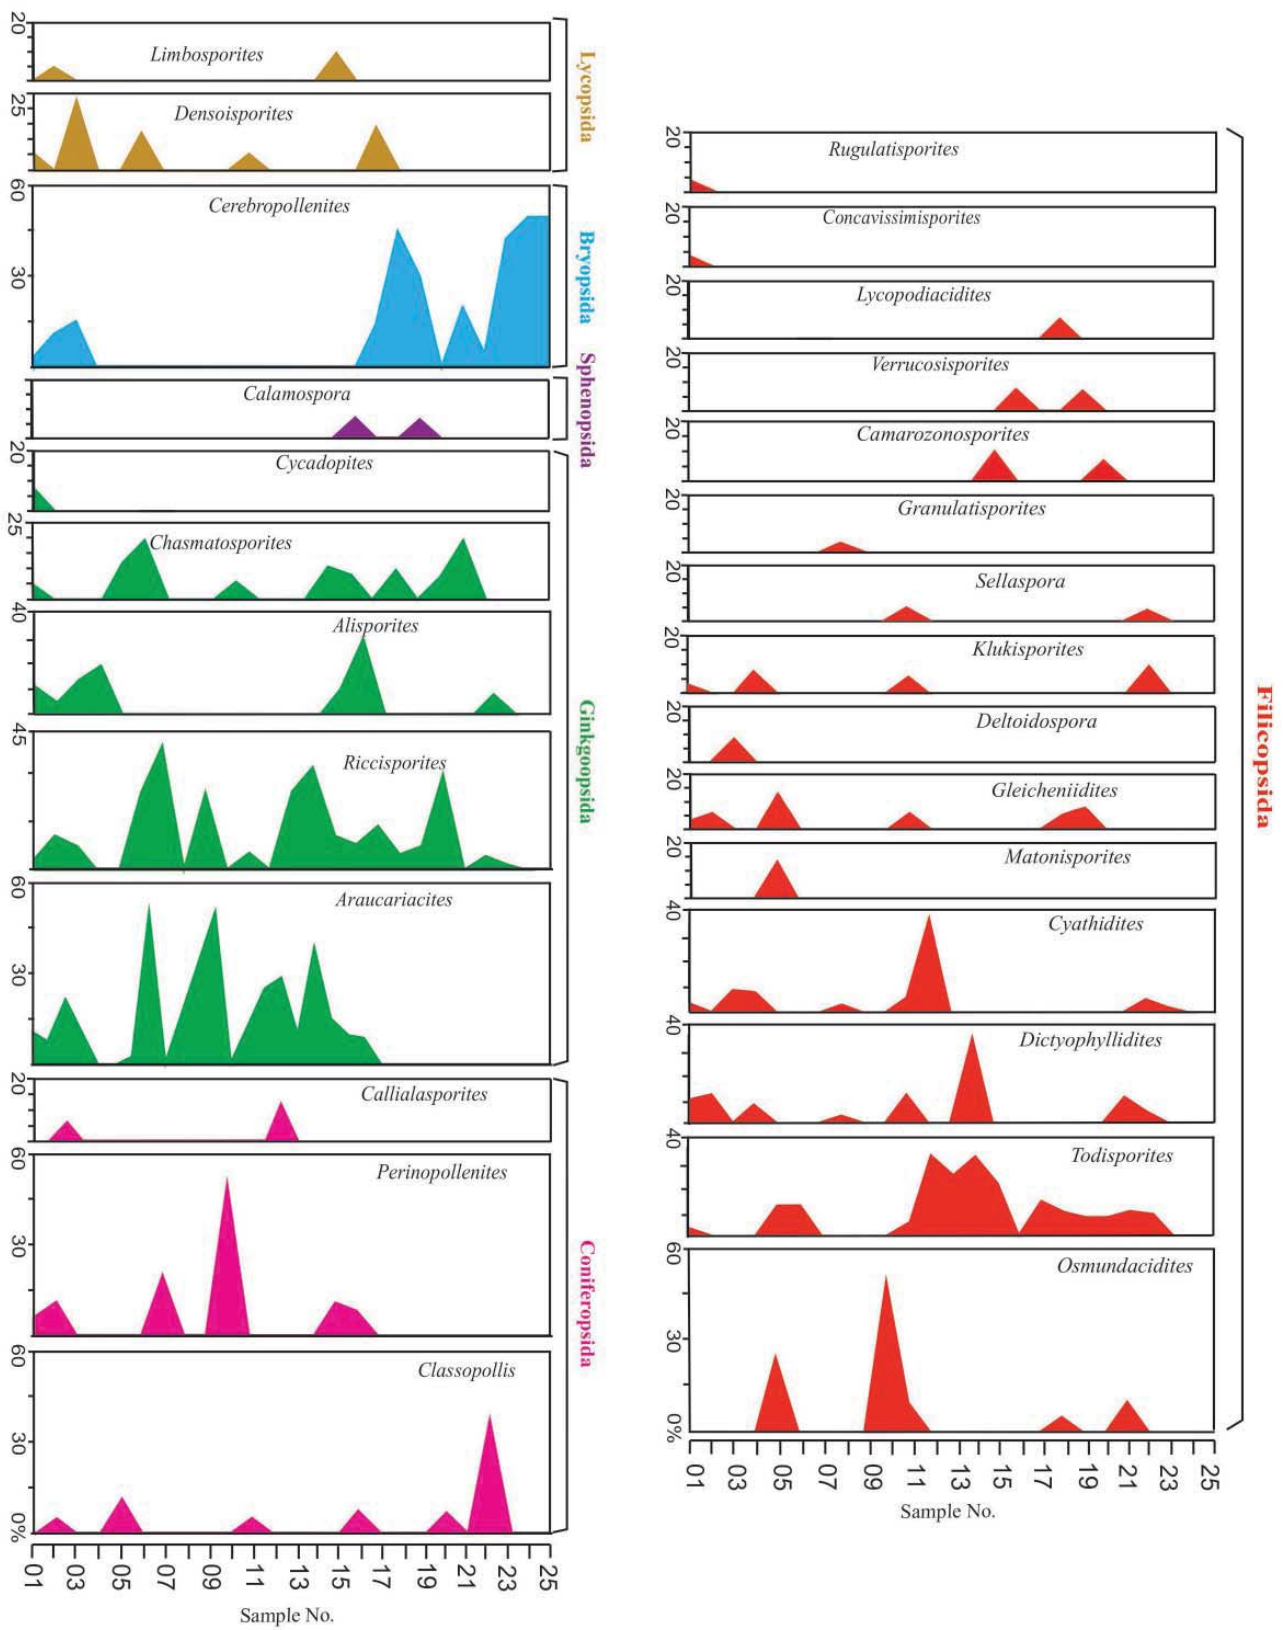 20
Limbosporites
25
Densoisporites
Lycopsida
60
Cerebropollenites
30
Bryopsida
Calamospora
Sphenopsida
20
Cycadopites
25
Chasmatosporites
40
Alisporites
45
Riccisporites
Ginkgoopsida
60
Araucariacites
30
20
Callialasporites
60
Perinopollenites
30
Coniferopsida
60
Classopollis
30
0%
01 03 05 07 09 11 13 15 17 19 21 23 25
Sample No.
20
Rugulatisporites
20
Concavissimisporites
20
Lycopodiacidites
20
Verrucosisporites
20
Camarozonosporites
20
Granulatisporites
20
Sellaspora
20
Klukisporites
20
Deltoidospora
20
Gleicheniidites
20
Matonisporites
40
Cyathidites
40
Dictyophyllidites
40
Todisporites
60
Osmundacidites
30
0%
Filicopsida
01 03 05 07 09 11 13 15 17 19 21 23 25
Sample No.